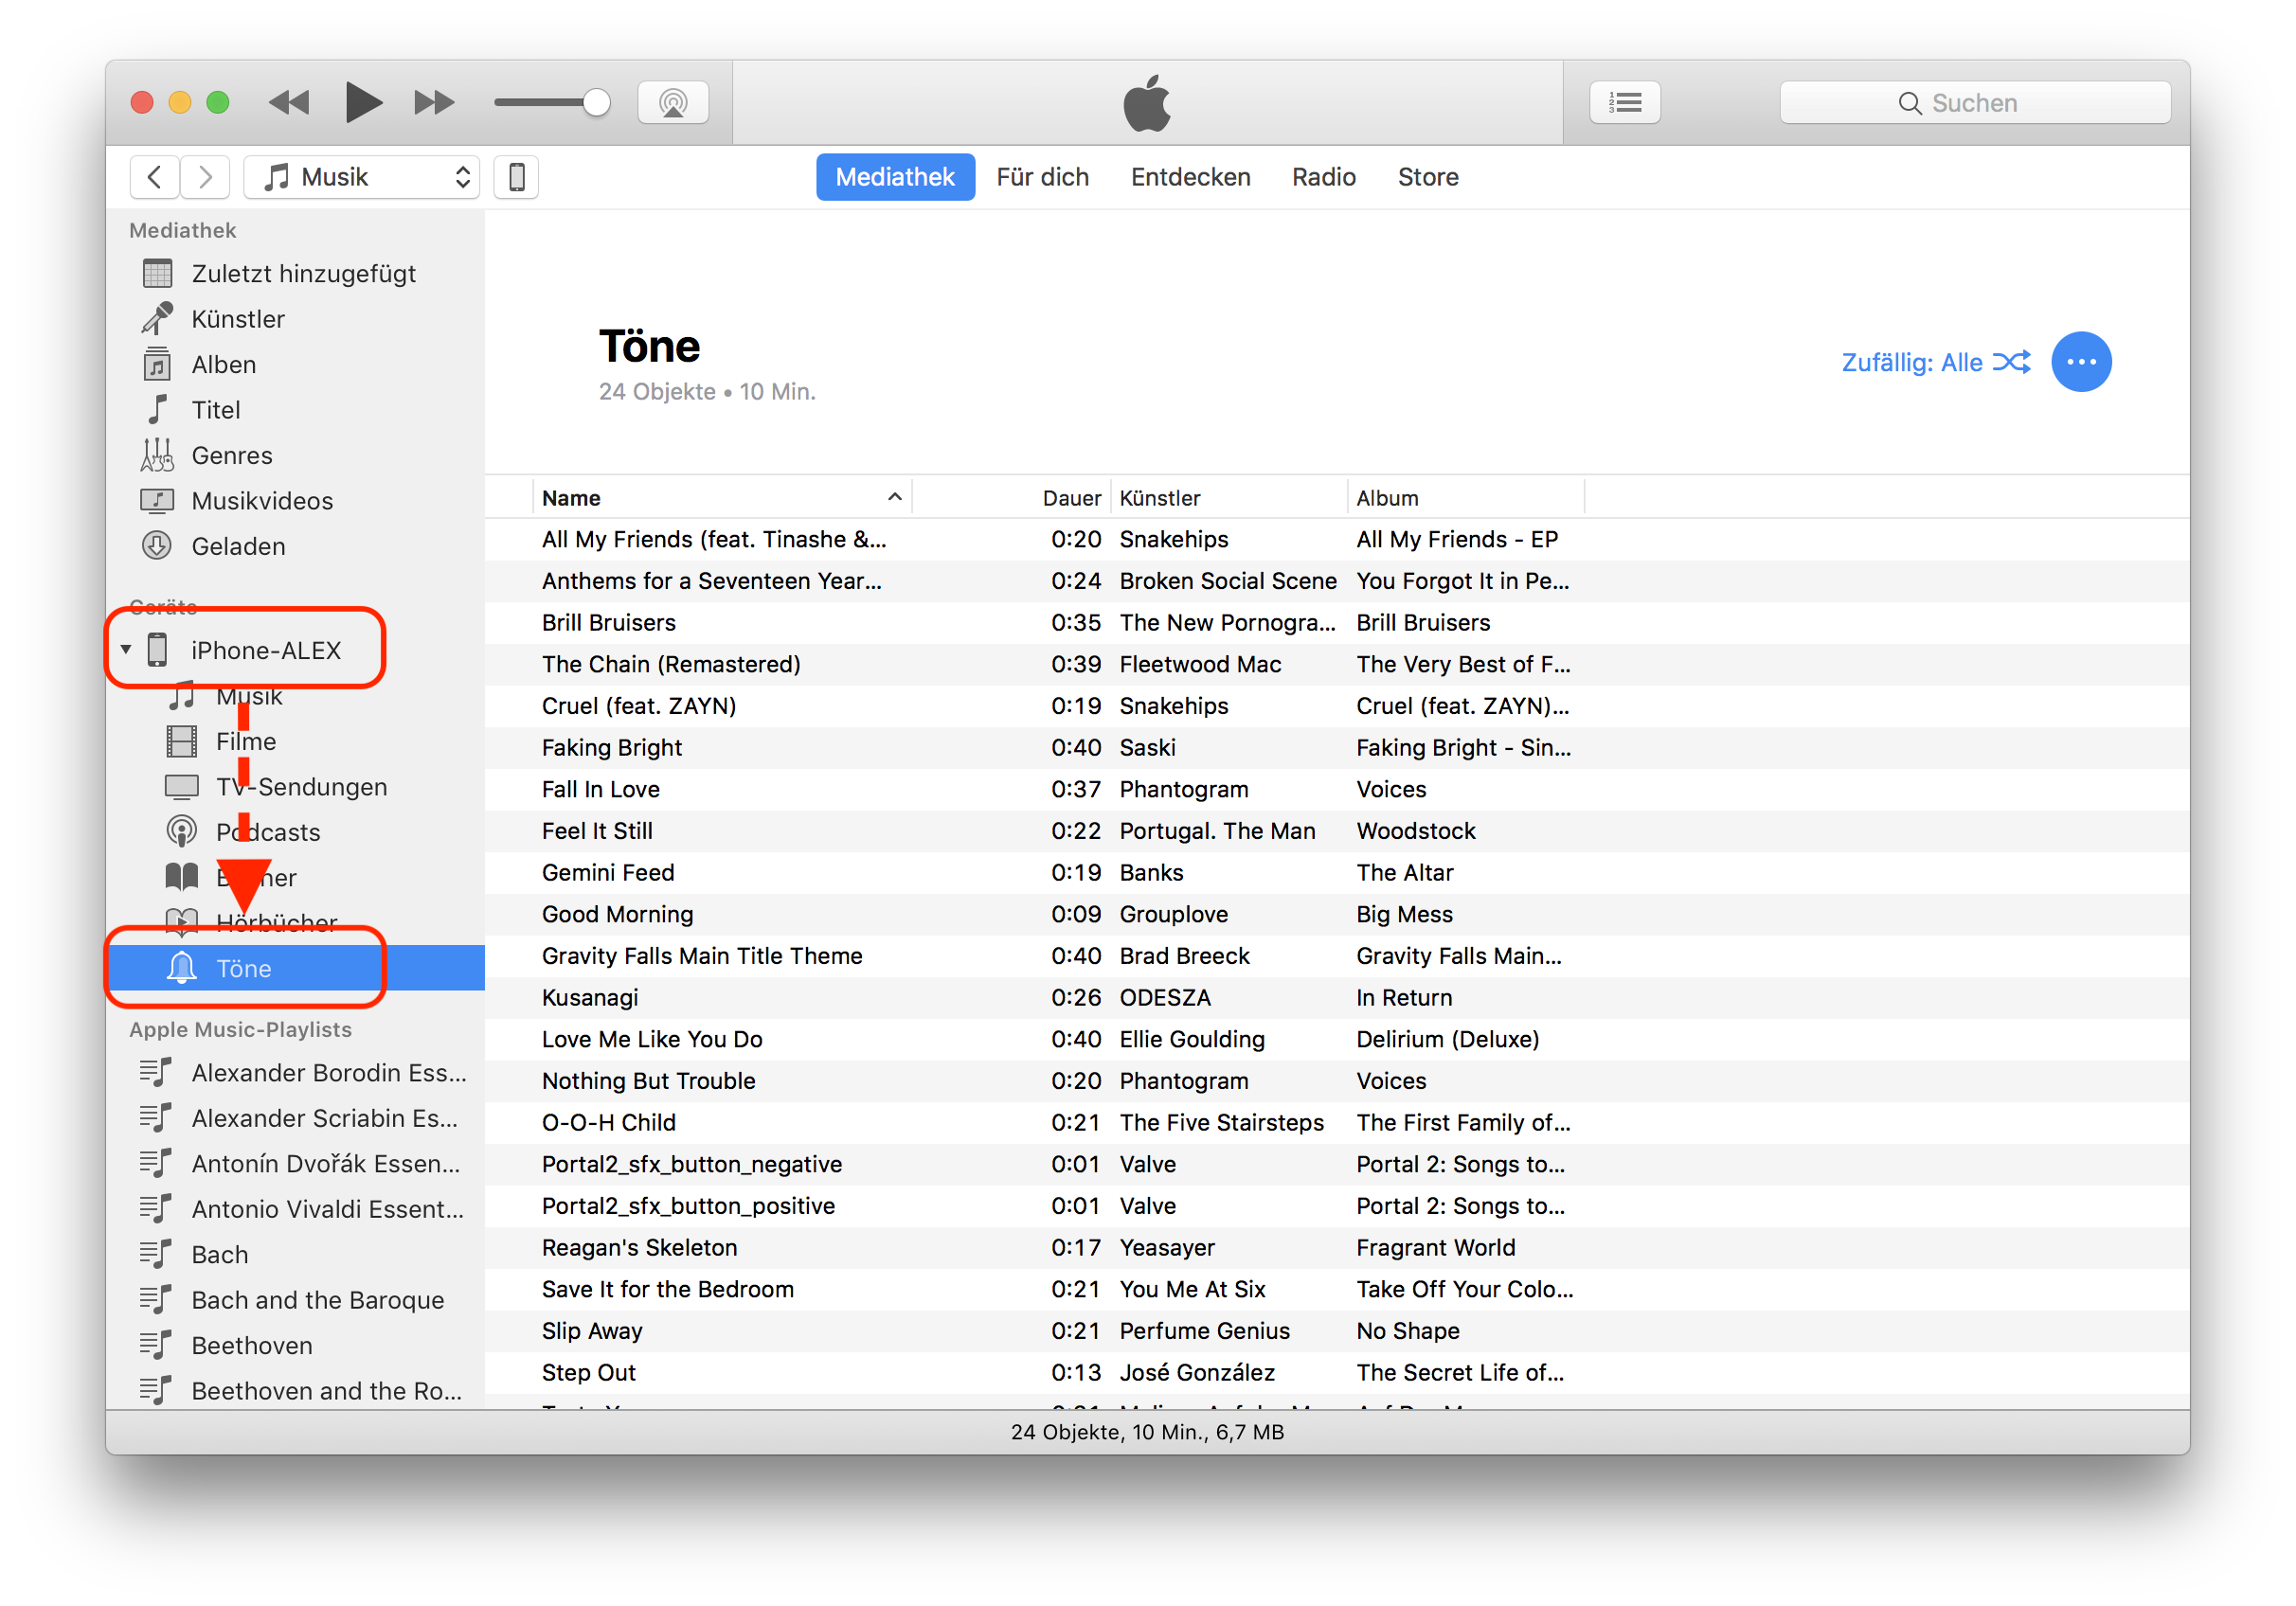 Suchen
Musik
Mediathek Für dich Entdecken Radio Store
Mediathek
Zuletzt hinzugefügt
Künstler
Alben
Titel
Genres
Musikvideos
Geladen
Geräte
iPhone-ALEX
Musik
Filme
TV-Sendungen
Podcasts
Hörbücher
Töne
Apple Music-Playlists
Alexander Borodin Ess...
Alexander Scriabin Es...
Antonín Dvořák Essen...
Antonio Vivaldi Essent...
Bach
Bach and the Baroque
Beethoven
Beethoven and the Ro...
Töne
24 Objekte • 10 Min.
Zufällig: Alle
Name Dauer Künstler Album
All My Friends (feat. Tinashe &... 0:20 Snakehips All My Friends - EP
Anthems for a Seventeen Year... 0:24 Broken Social Scene You Forgot It in Pe...
Brill Bruisers 0:35 The New Pornogra... Brill Bruisers
The Chain (Remastered) 0:39 Fleetwood Mac The Very Best of F...
Cruel (feat. ZAYN) 0:19 Snakehips Cruel (feat. ZAYN)...
Faking Bright 0:40 Saski Faking Bright - Sin...
Fall In Love 0:37 Phantogram Voices
Feel It Still 0:22 Portugal. The Man Woodstock
Gemini Feed 0:19 Banks The Altar
Good Morning 0:09 Grouplove Big Mess
Gravity Falls Main Title Theme 0:40 Brad Breeck Gravity Falls Main...
Kusanagi 0:26 ODESZA In Return
Love Me Like You Do 0:40 Ellie Goulding Delirium (Deluxe)
Nothing But Trouble 0:20 Phantogram Voices
O-O-H Child 0:21 The Five Stairsteps The First Family of...
Portal2_sfx_button_negative 0:01 Valve Portal 2: Songs to...
Portal2_sfx_button_positive 0:01 Valve Portal 2: Songs to...
Reagan's Skeleton 0:17 Yeasayer Fragrant World
Save It for the Bedroom 0:21 You Me At Six Take Off Your Colo...
Slip Away 0:21 Perfume Genius No Shape
Step Out 0:13 José González The Secret Life of...
24 Objekte, 10 Min., 6,7 MB